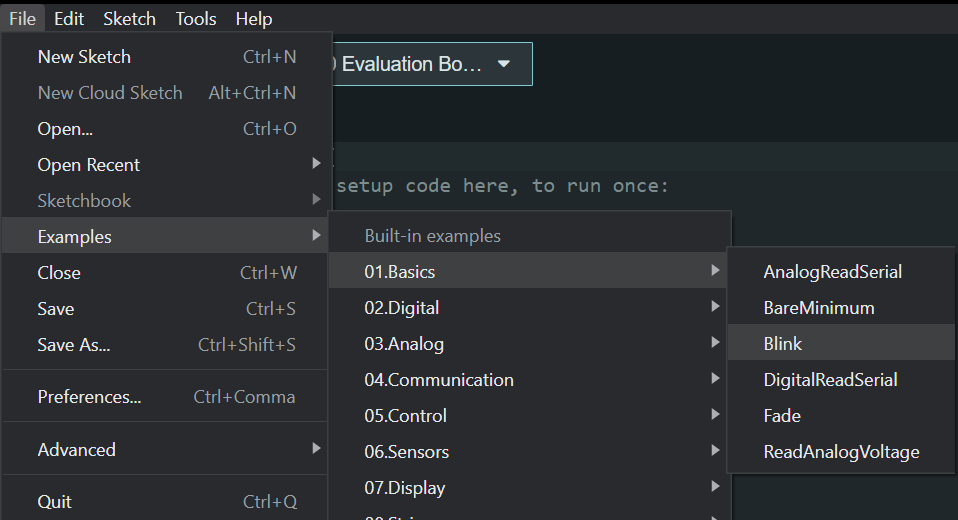 File Edit Sketch Tools Help
New Sketch Ctrl+N
New Cloud Sketch Alt+Ctrl+N
Open... Ctrl+O
Open Recent
Sketchbook
Examples
Close Ctrl+W
Save Ctrl+S
Save As... Ctrl+Shift+S
Preferences... Ctrl+Comma
Advanced
Quit Ctrl+Q
Evaluation Bo...
setup code here, to run once:
Built-in examples
01.Basics
02.Digital
03.Analog
04.Communication
05.Control
06.Sensors
07.Display
AnalogReadSerial
BareMinimum
Blink
DigitalReadSerial
Fade
ReadAnalogVoltage